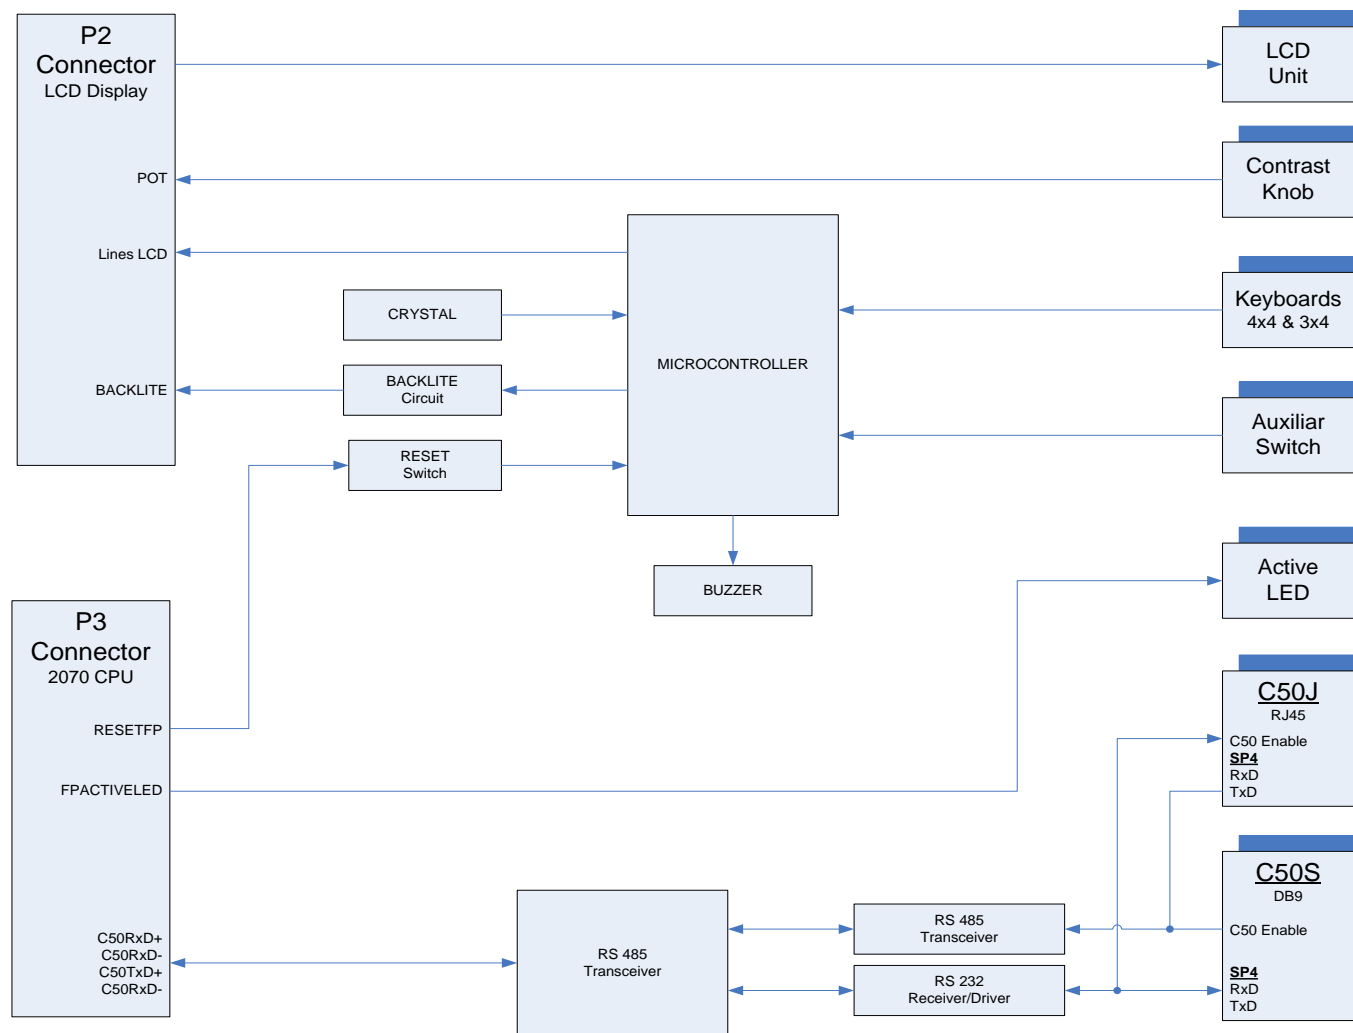 P2
Connector
LCD Display
POT
Lines LCD
BACKLITE
LCD
Unit
Contrast
Knob
Keyboards
4x4 & 3x4
Auxiliar
Switch
Active
LED
CRYSTAL
BACKLITE
Circuit
RESET
Switch
MICROCONTROLLER
BUZZER
P3
Connector
2070 CPU
RESETFP
FPACTIVELED
C50RxD+
C50RxD-
C50TxD+
C50RxD-
RS 485
Transceiver
RS 485
Transceiver
RS 232
Receiver/Driver
C50J
RJ45
C50 Enable
SP4
RxD
TxD
C50S
DB9
C50 Enable
SP4
RxD
TxD